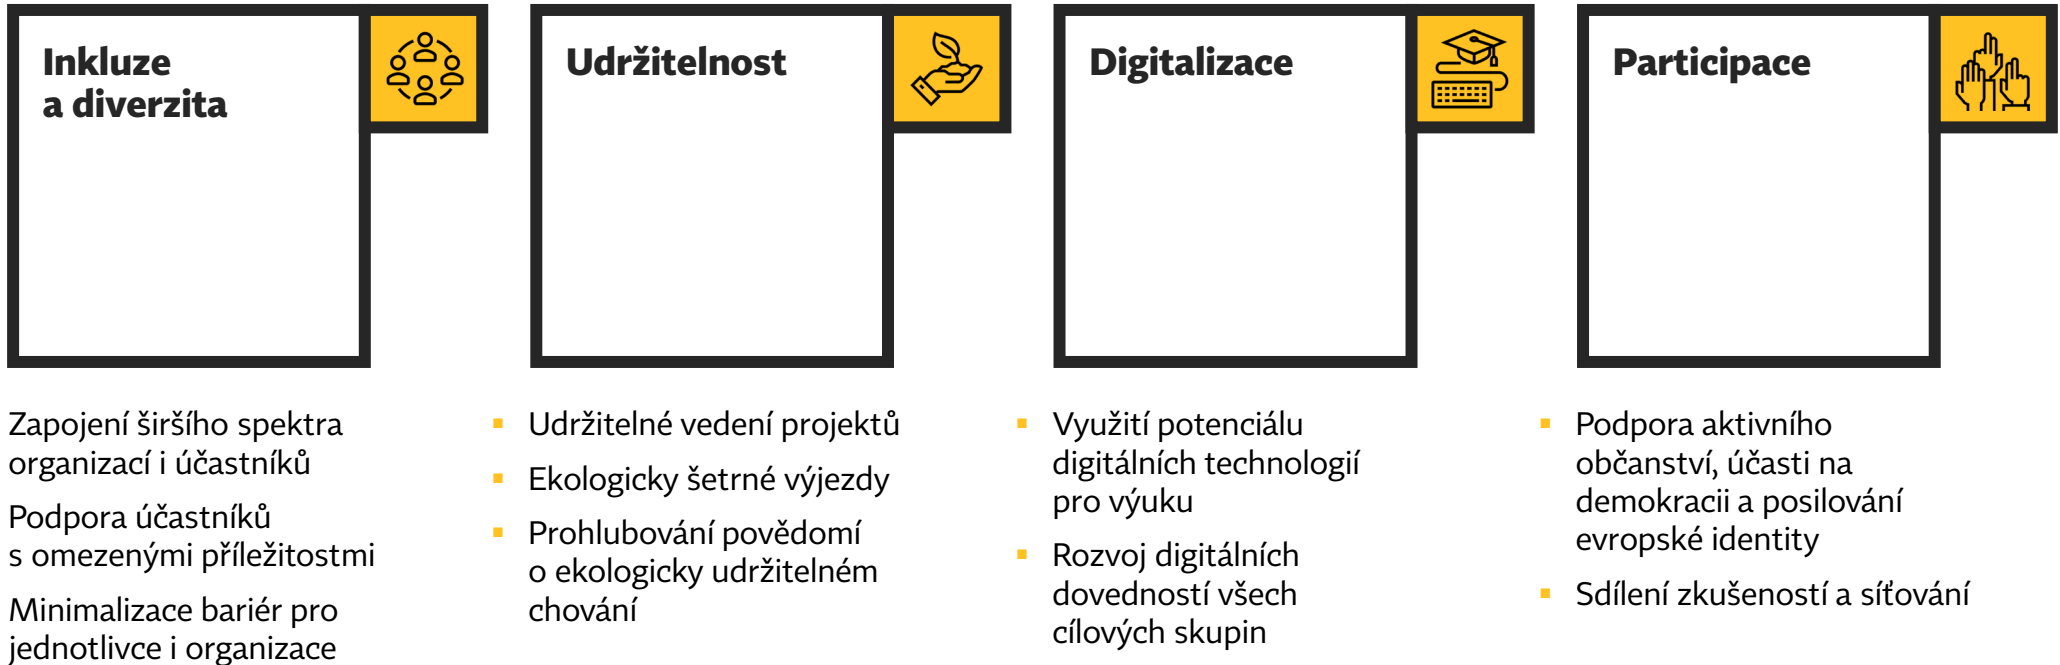 Inkluze
a diverzita
Zapojení širšího spektra
organizací i účastníků
Podpora účastníků
s omezenými příležitostmi
Minimalizace bariér pro
jednotlivce i organizace
Udržitelnost
▪ Udržitelné vedení projektů
▪ Ekologicky šetrné výjezdy
▪ Prohlubování povědomí
o ekologicky udržitelném
chování
Digitalizace
▪ Využití potenciálu
digitálních technologií
pro výuku
▪ Rozvoj digitálních
dovedností všech
cílových skupin
Participace
▪ Podpora aktivního
občanství, účasti na
demokracii a posilování
evropské identity
▪ Sdílení zkušeností a síťování